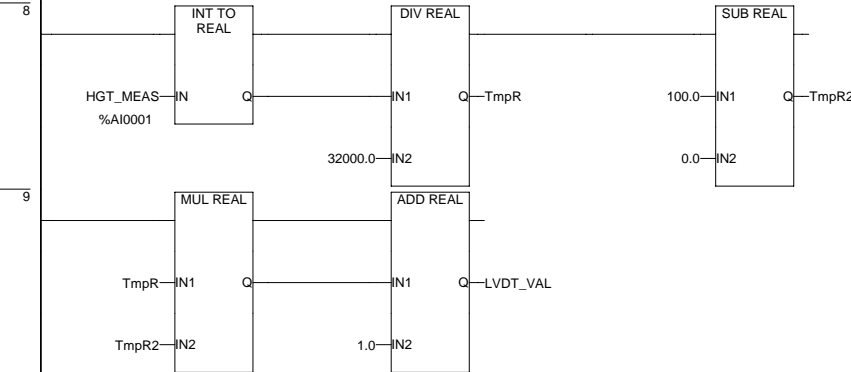 8
INT TO
REAL
DIV REAL
SUB REAL
HGT_MEAS IN Q IN1 Q TmpR 100.0 IN1 Q TmpR2
%AI0001
32000.0 IN2 0.0 IN2
9
MUL REAL ADD REAL
TmpR IN1 Q IN1 Q LVDT_VAL
TmpR2 IN2 1.0 IN2